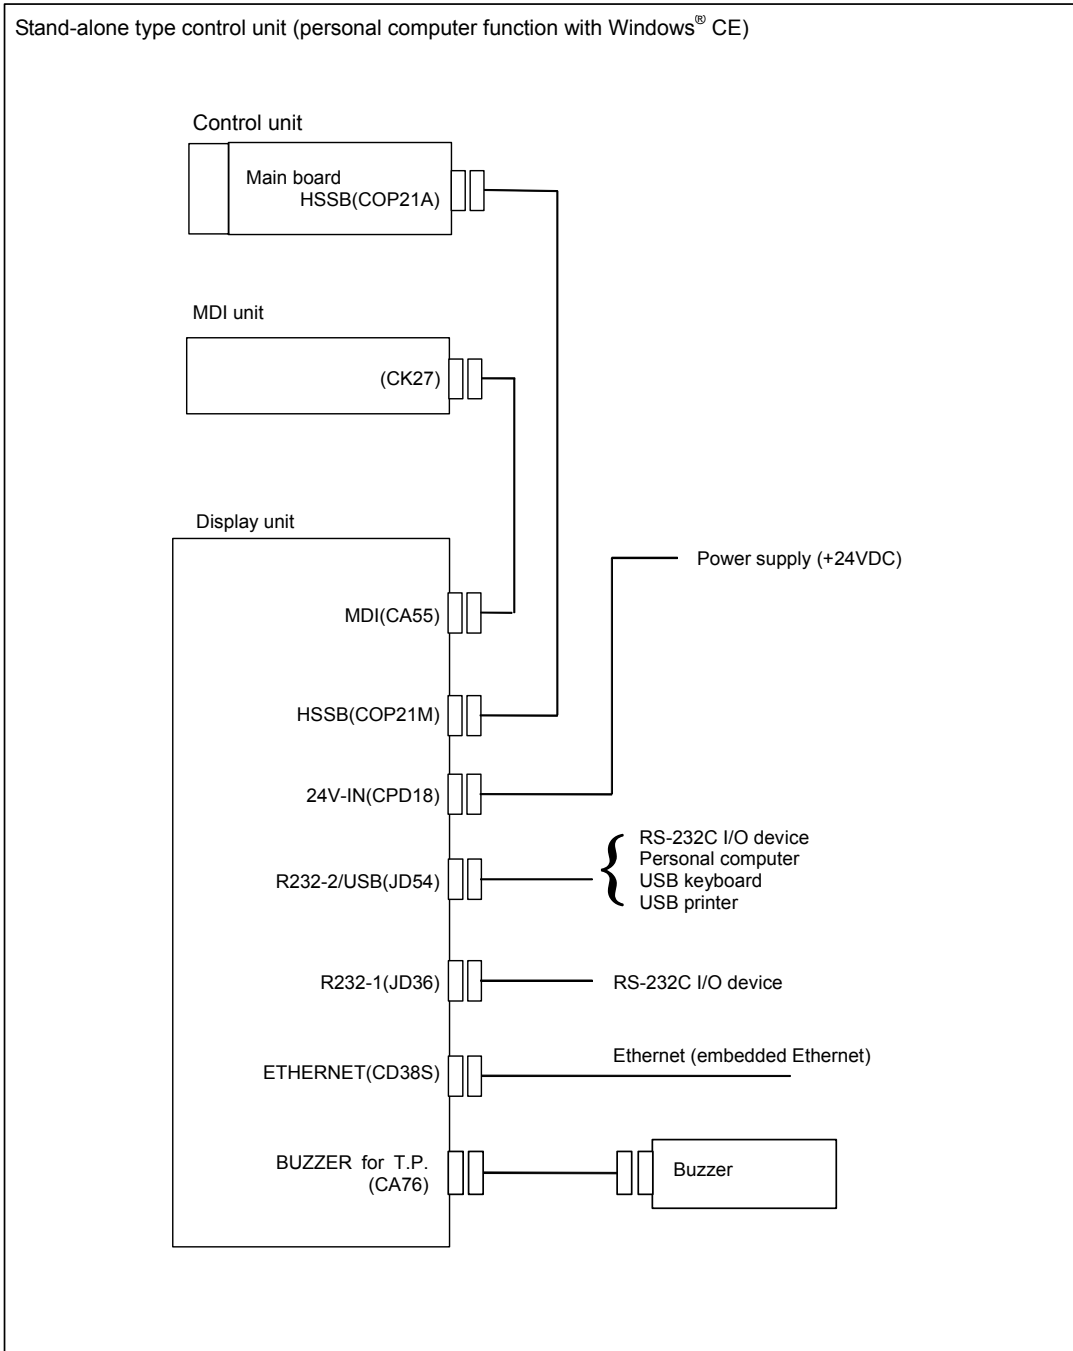 Stand-alone type control unit (personal computer function with Windows® CE)
Control unit
Main board
HSSB(COP21A)
MDI unit
(CK27)
Display unit
Power supply (+24VDC)
MDI(CA55)
HSSB(COP21M)
24V-IN(CPD18)
R232-2/USB(JD54)
RS-232C I/O device
Personal computer
USB keyboard
USB printer
R232-1(JD36)
RS-232C I/O device
Ethernet (embedded Ethernet)
ETHERNET(CD38S)
BUZZER for T.P.
(CA76)
Buzzer